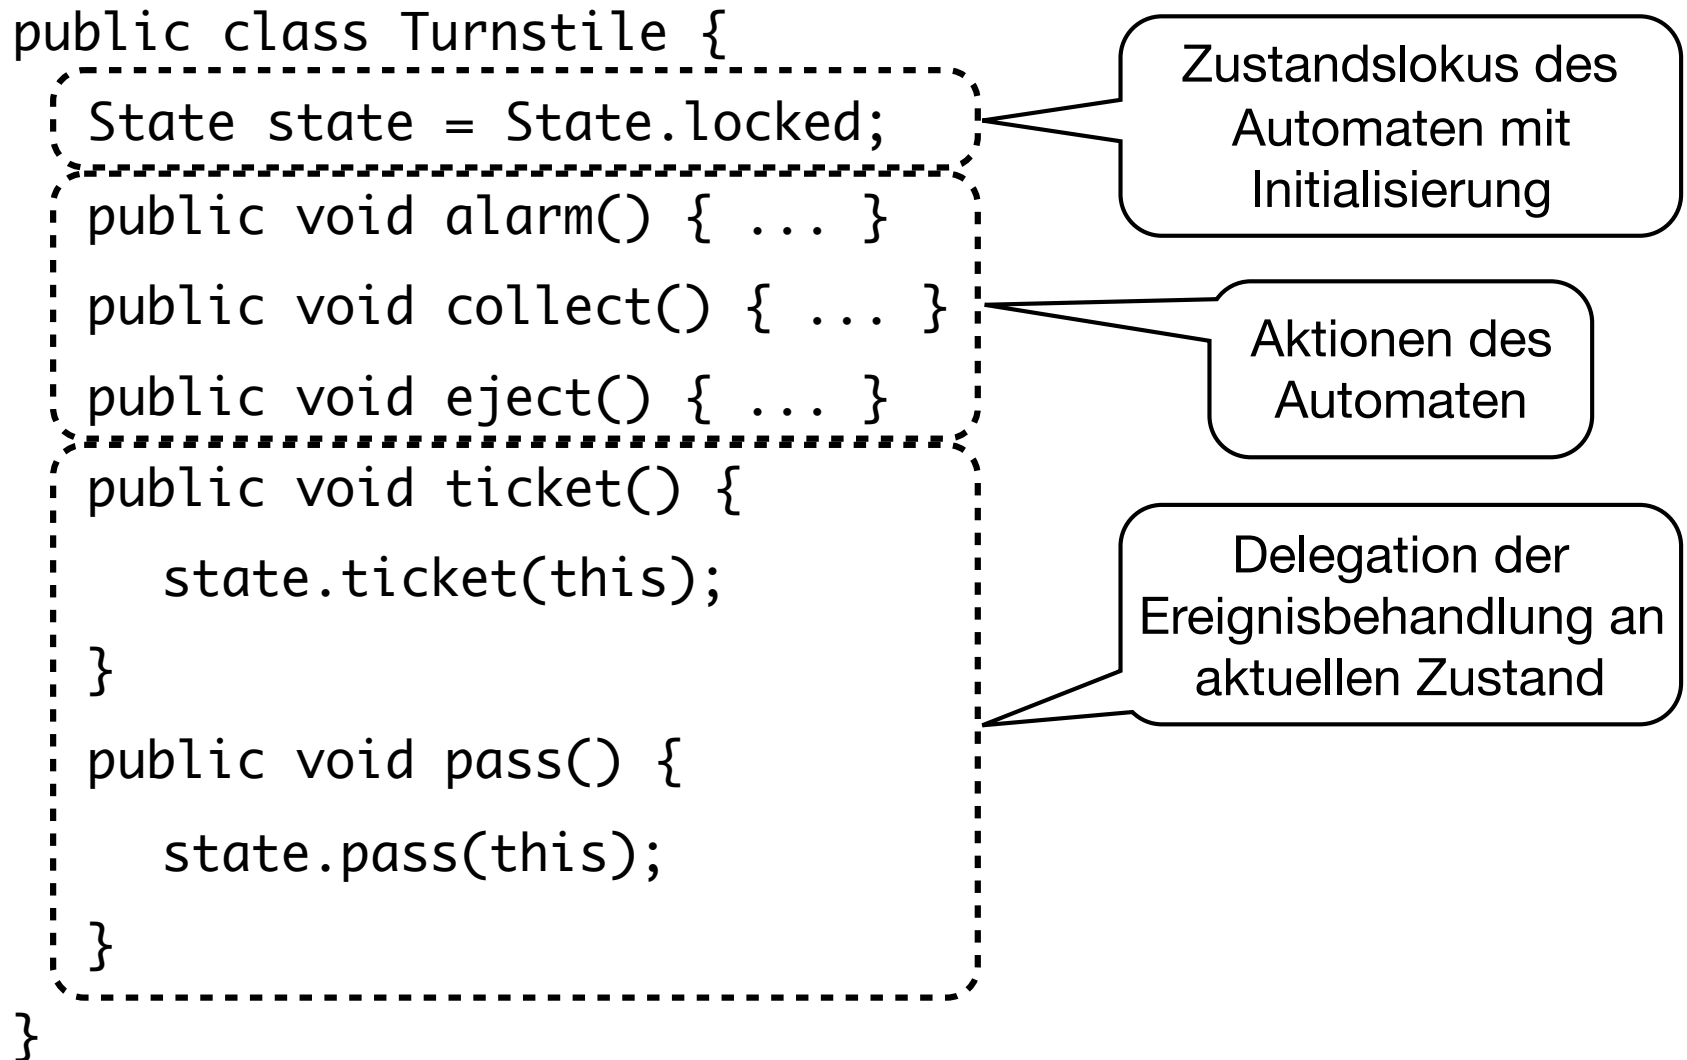 public class Turnstile {
State state = State.locked;
public void alarm() { ... }
public void collect() { ... }
public void eject() { ... }
public void ticket() {
state.ticket(this);
}
public void pass() {
state.pass(this);
}
}
Zustandslokus des
Automaten mit
Initialisierung
Aktionen des
Automaten
Delegation der
Ereignisbehandlung an
aktuellen Zustand